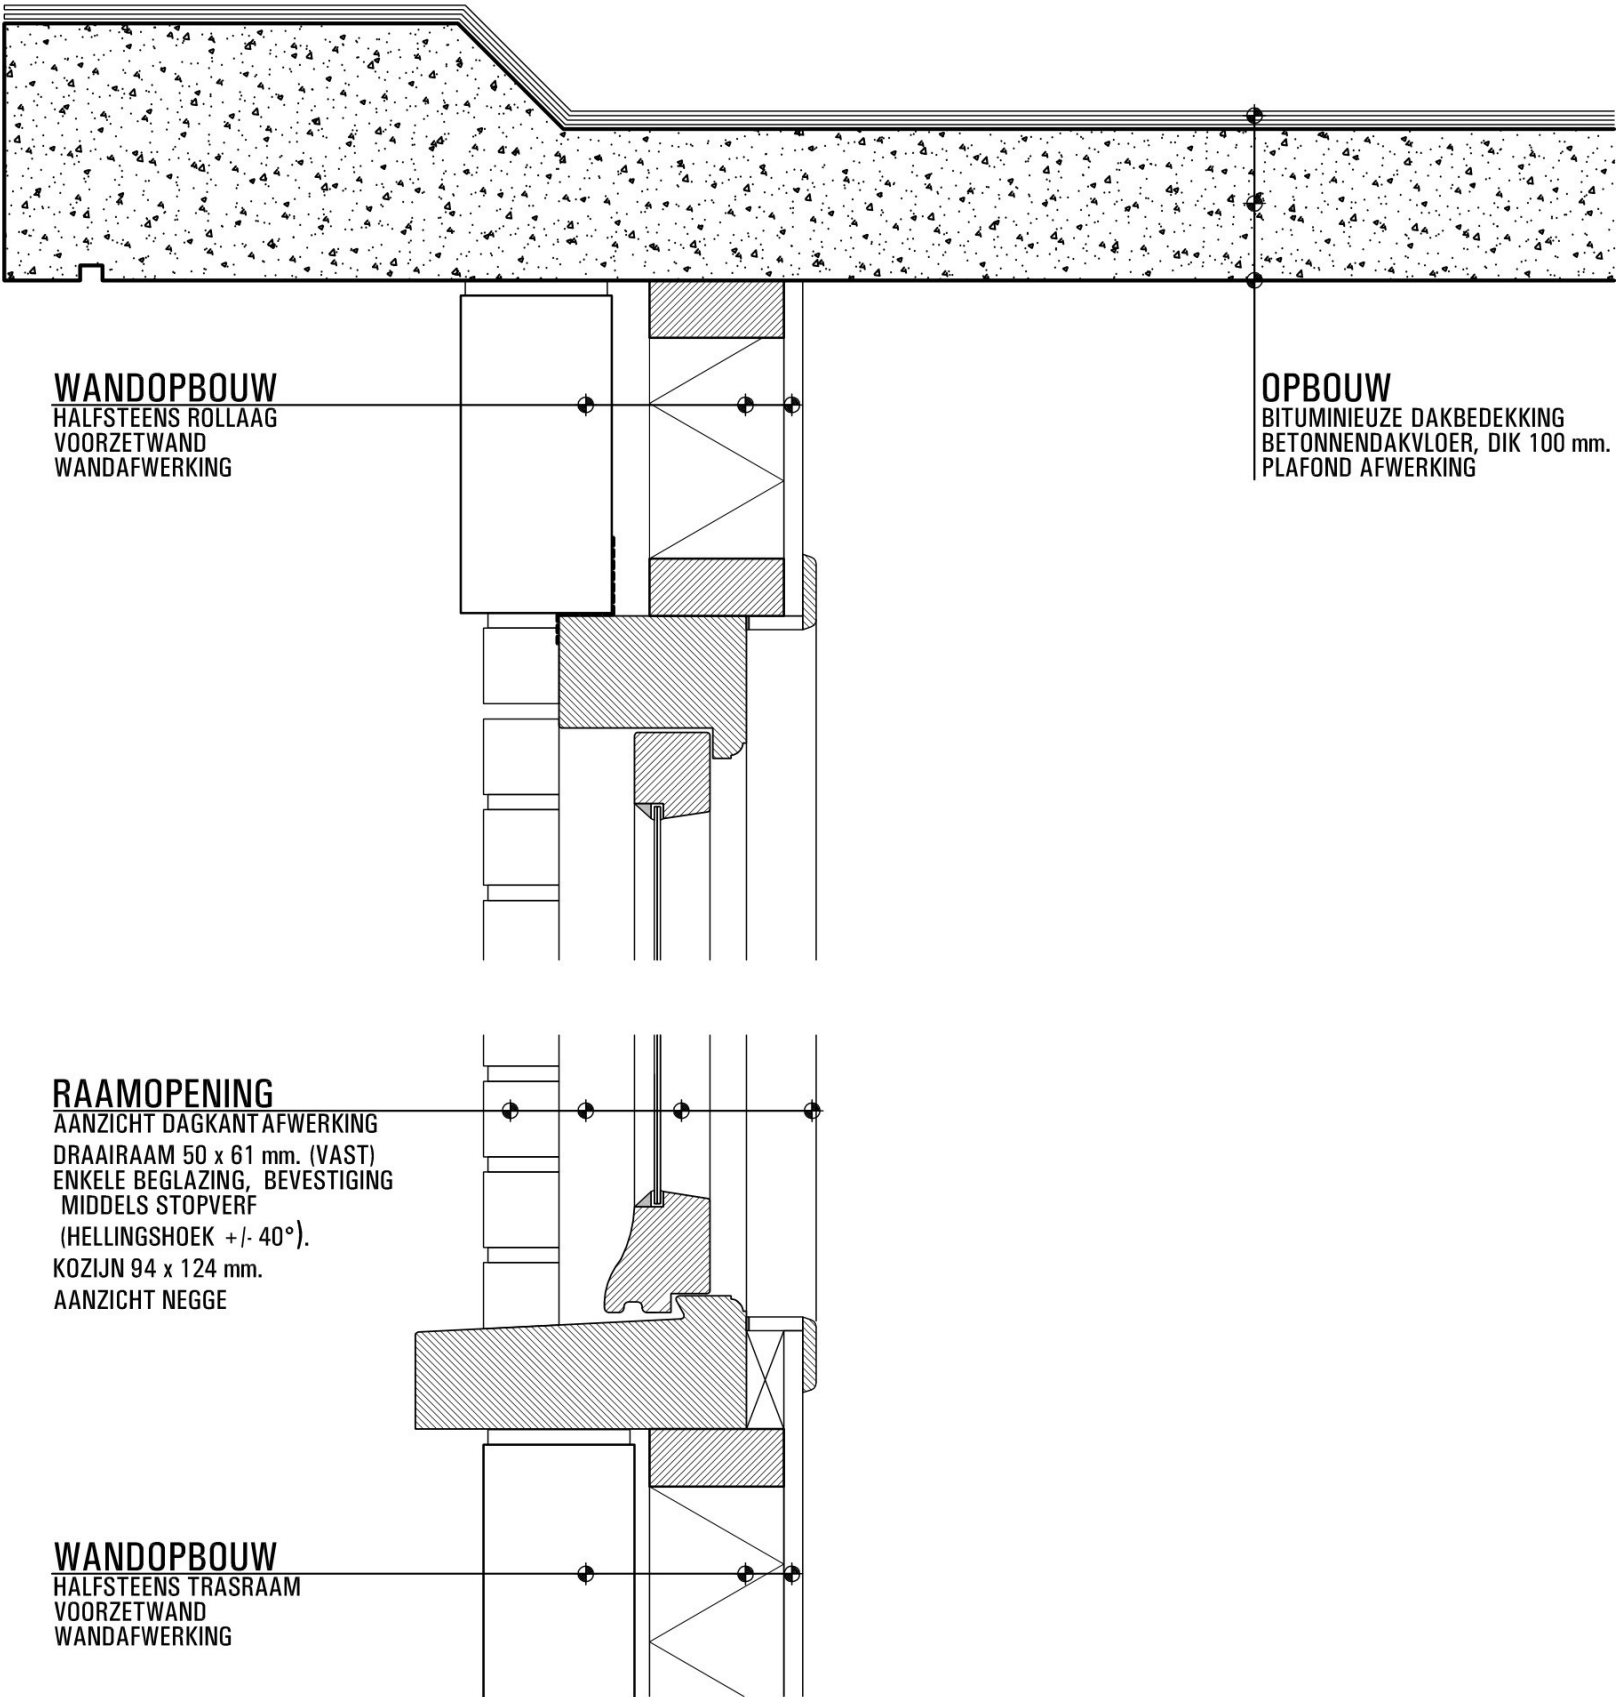 WANDOPBOUW
HALFSTEENS ROLLAAG
VOORZETWAND
WANDAFWERKING
OPBOUW
BITUMINIEUZE DAKBEDEKKING
BETONNENDAKVLOER, DIK 100 mm.
PLAFOND AFWERKING
RAAMOPENING
AANZICHT DAGKANTAFWERKING
DRAAIRAAM 50 x 61 mm. (VAST)
ENKELE BEGLAZING, BEVESTIGING
MIDDELS STOPVERF
(HELLINGSHOEK +/- 40°).
KOZIJN 94 x 124 mm.
AANZICHT NEGGE
WANDOPBOUW
HALFSTEENS TRASRAAM
VOORZETWAND
WANDAFWERKING